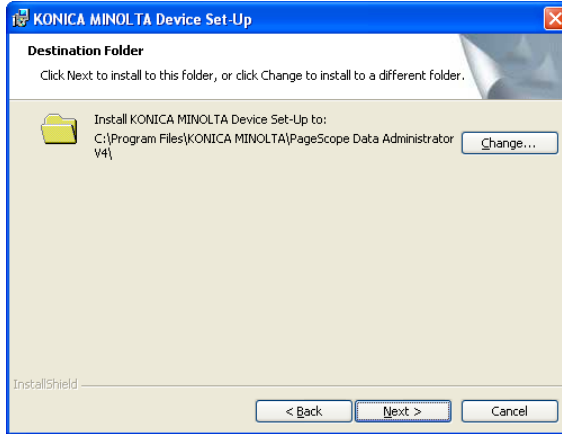 KONICA MINOLTA Device Set-Up
Destination Folder
Click Next to install to this folder, or click Change to install to a different folder.
Install KONICA MINOLTA Device Set-Up to:
C:\Program Files\KONICA MINOLTA\PageScope Data Administrator
V4\
Change...
InstallShield
< Back
Next >
Cancel